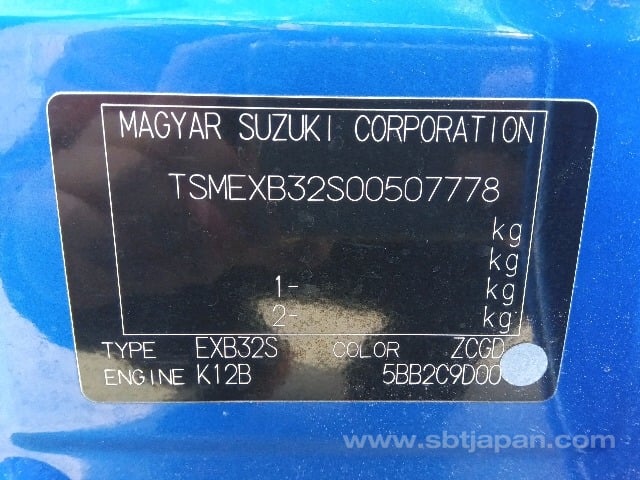 MAGYAR SUZUKI CORPORATION
TSMEXB32S00507778
kg
kg
1- kg
2- kg
TYPE EXB32S COLOR ZCGD
ENGINE K12B 5BB2C9D00
www.sbtjapan.com